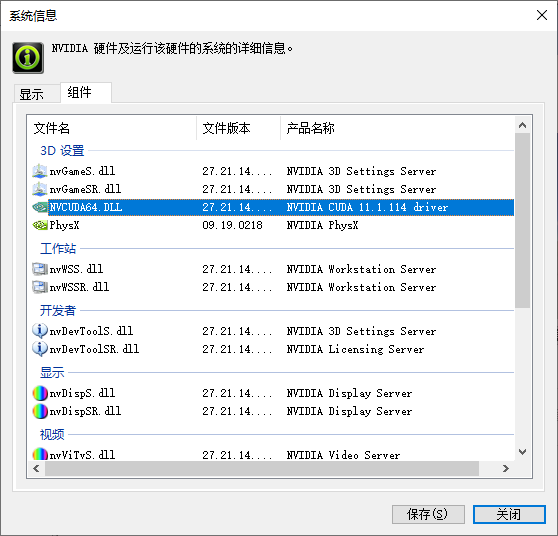 系统信息
NVIDIA 硬件及运行该硬件的系统的详细信息。
显示 组件
文件名 文件版本 产品名称
3D 设置
nvGameS.dll 27.21.14.... NVIDIA 3D Settings Server
nvGameSR.dll 27.21.14.... NVIDIA 3D Settings Server
NVCUDA64.DLL 27.21.14.... NVIDIA CUDA 11.1.114 driver
PhysX 09.19.0218 NVIDIA PhysX
工作站
nvWSS.dll 27.21.14.... NVIDIA Workstation Server
nvWSSR.dll 27.21.14.... NVIDIA Workstation Server
开发者
nvDevToolS.dll 27.21.14.... NVIDIA 3D Settings Server
nvDevToolSR.dll 27.21.14.... NVIDIA Licensing Server
显示
nvDispS.dll 27.21.14.... NVIDIA Display Server
nvDispSR.dll 27.21.14.... NVIDIA Display Server
视频
nvViTvS.dll 27.21.14.... NVIDIA Video Server
保存(S) 关闭